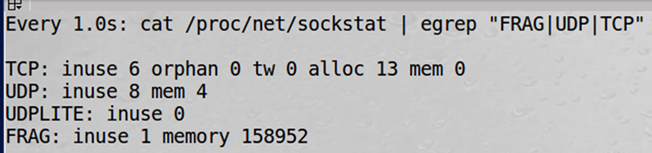 Every 1.0s: cat /proc/net/sockstat | egrep "FRAG|UDP|TCP"
TCP: inuse 6 orphan 0 tw 0 alloc 13 mem 0
UDP: inuse 8 mem 4
UDPLITE: inuse 0
FRAG: inuse 1 memory 158952